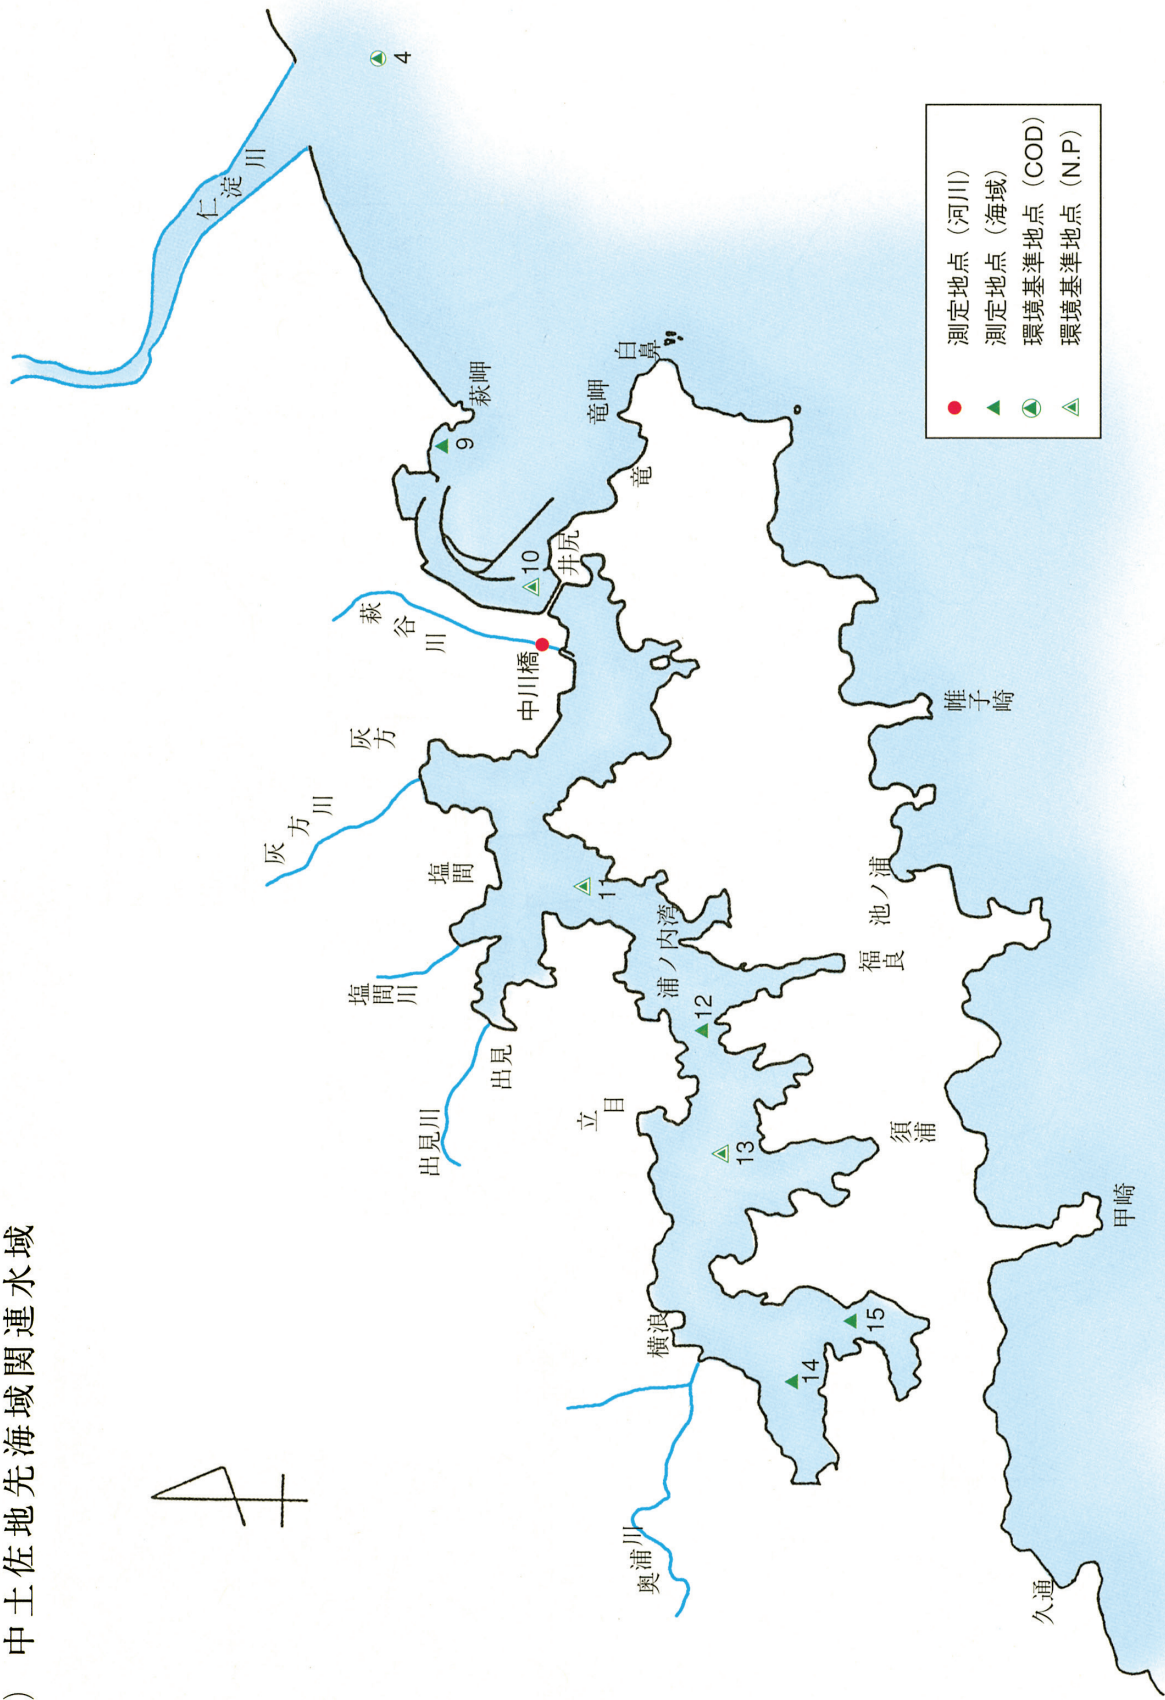 ） 中土佐地先海域関連水域
仁淀川
4
萩岬
9
白鼻
竜岬
竜
井尻
10
萩谷川
中川橋
灰方
灰方川
塩間
塩間川
11
浦ノ内湾
出見
出見川
12
福良
池ノ浦
帷子崎
立目
13
須浦
横浪
14
15
奥浦川
甲崎
久通
測定地点（河川）
測定地点（海域）
環境基準地点（COD）
環境基準地点（N.P）